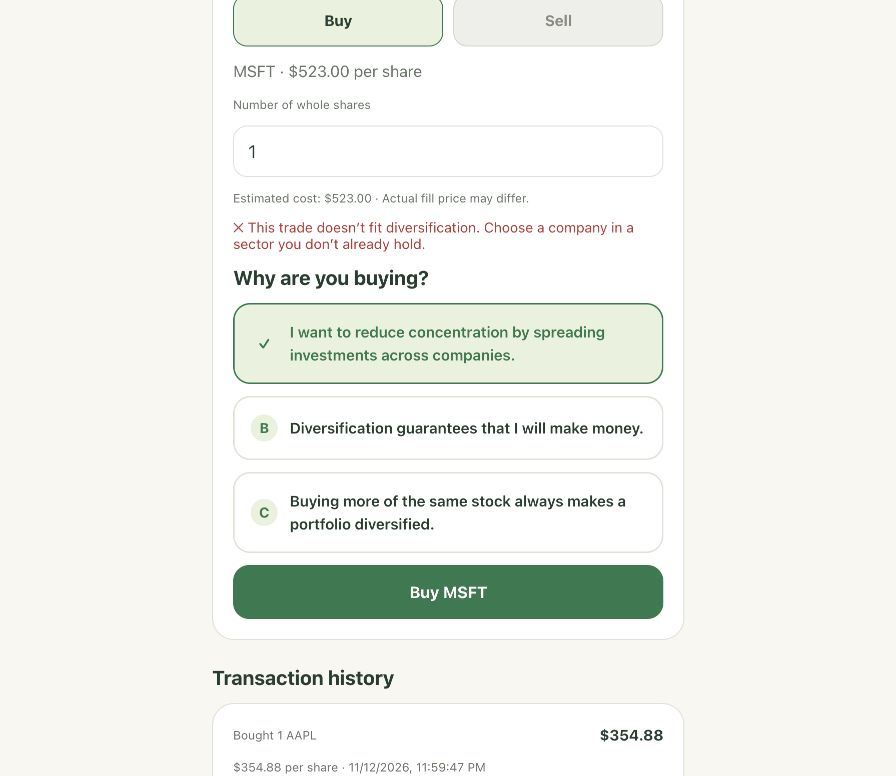 Buy
Sell
MSFT · $523.00 per share
Number of whole shares
1
Estimated cost: $523.00 · Actual fill price may differ.
✕ This trade doesn’t fit diversification. Choose a company in a
sector you don’t already hold.
Why are you buying?
✓ I want to reduce concentration by spreading
investments across companies.
B Diversification guarantees that I will make money.
C Buying more of the same stock always makes a
portfolio diversified.
Buy MSFT
Transaction history
Bought 1 AAPL
$354.88
$354.88 per share · 11/12/2026, 11:59:47 PM